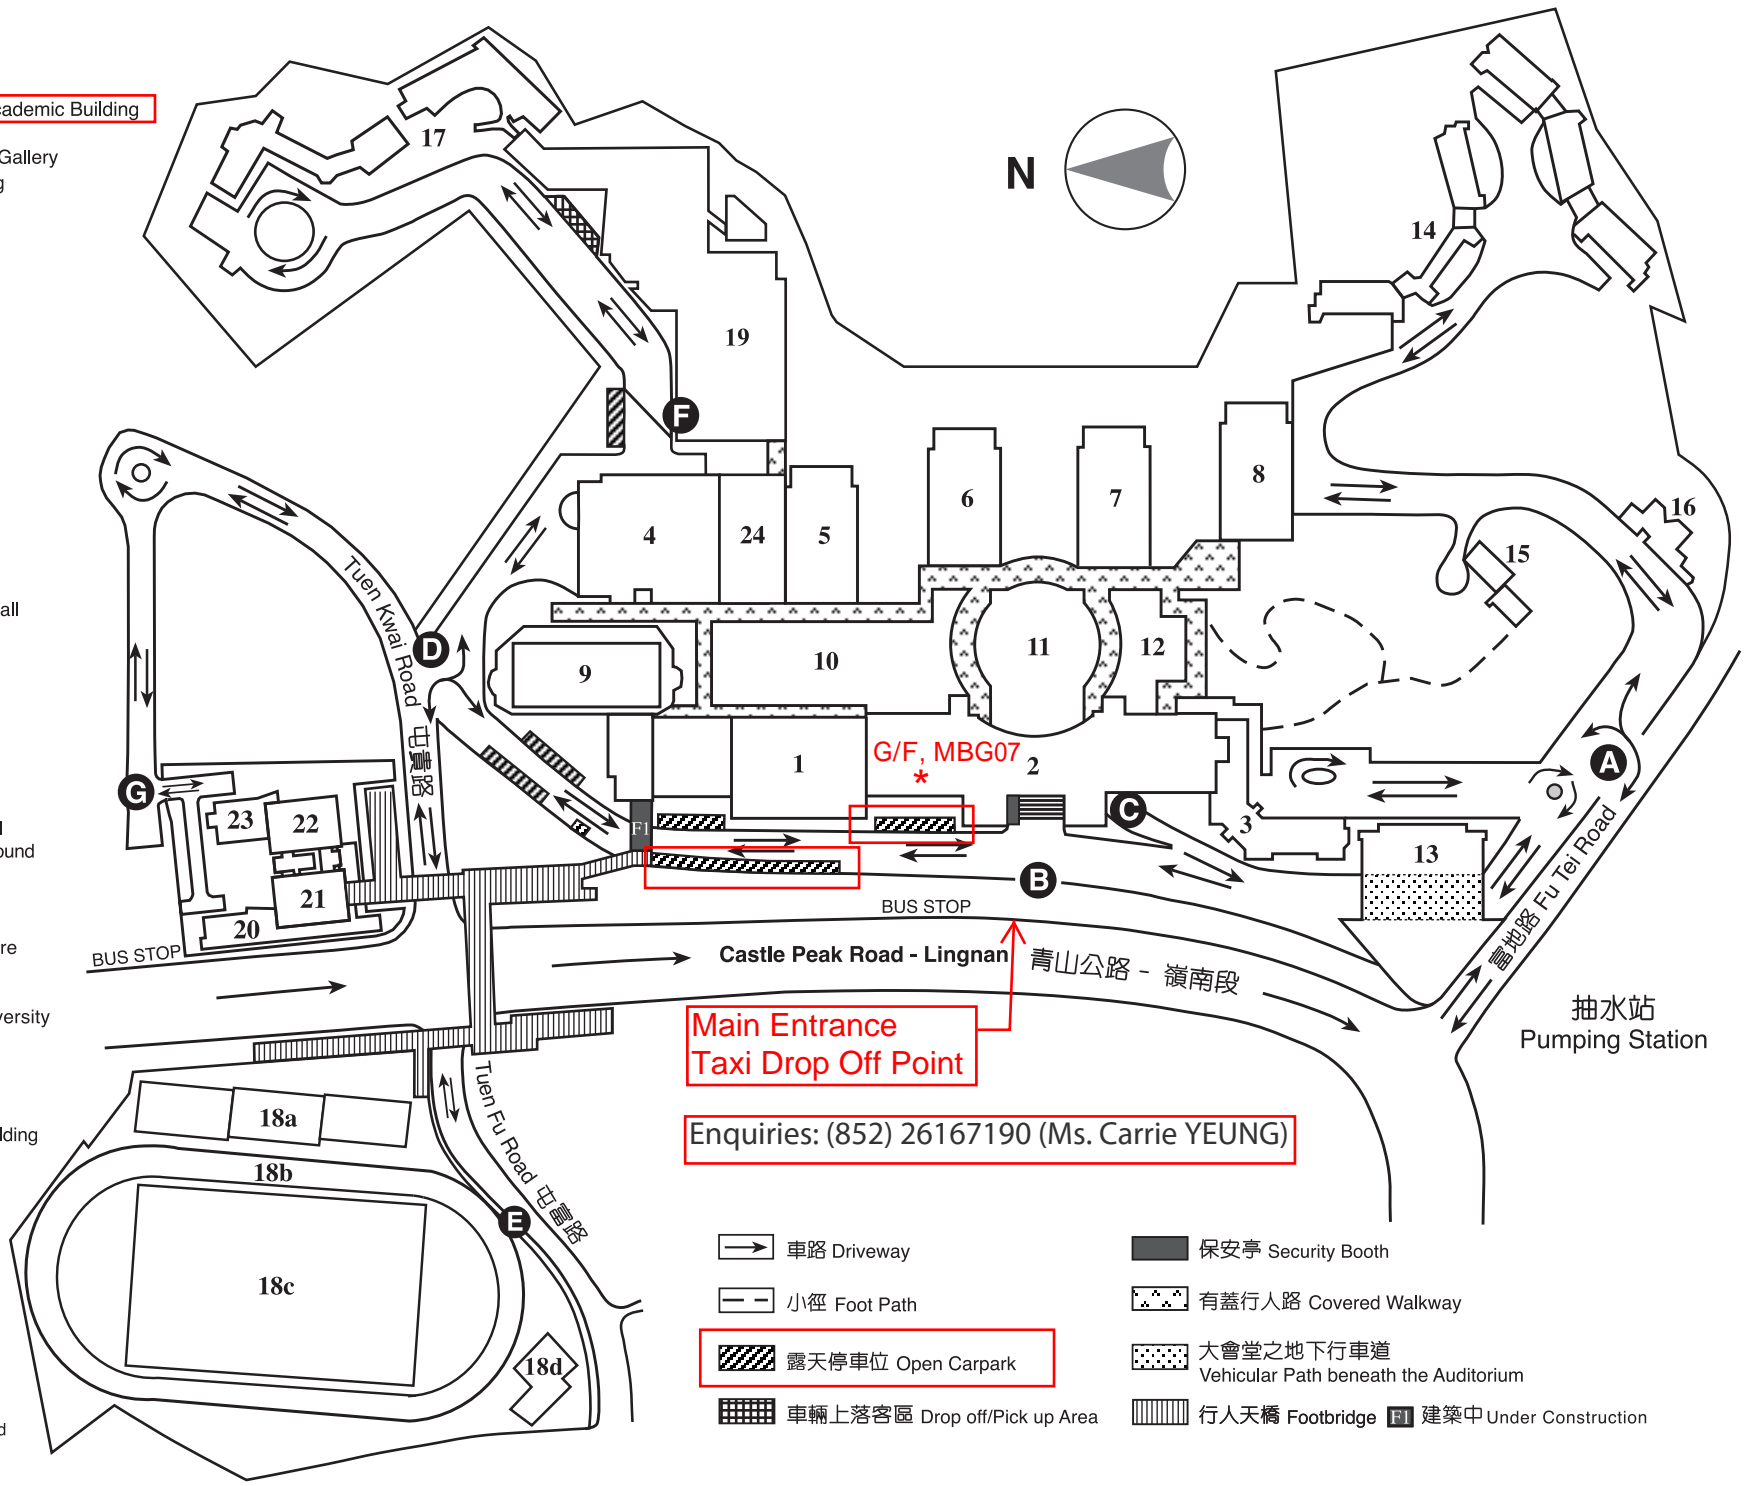 cademic Building
Gallery
g
all
l
ound
re
versity
lding
d
N
17
14
19
F
8
16
6
7
4
24
5
15
Tuen Kwai Road 屯貴路
D
9
10
11
12
G/F, MBG07
*
1
2
A
G
C
23
22
F1
3
13
21
B
20
BUS STOP
BUS STOP
Castle Peak Road - Lingnan 青山公路 - 嶺南段
富地路 Fu Tei Road
Main Entrance
Taxi Drop Off Point
抽水站
Pumping Station
Tuen Fu Road 屯富路
18a
Enquiries: (852) 26167190 (Ms. Carrie YEUNG)
18b
E
18c
18d
車路 Driveway
保安亭 Security Booth
小徑 Foot Path
有蓋行人路 Covered Walkway
露天停車位 Open Carpark
大會堂之地下行車道
Vehicular Path beneath the Auditorium
車輛上落客區 Drop off/Pick up Area
行人天橋 Footbridge
F1 建築中 Under Construction